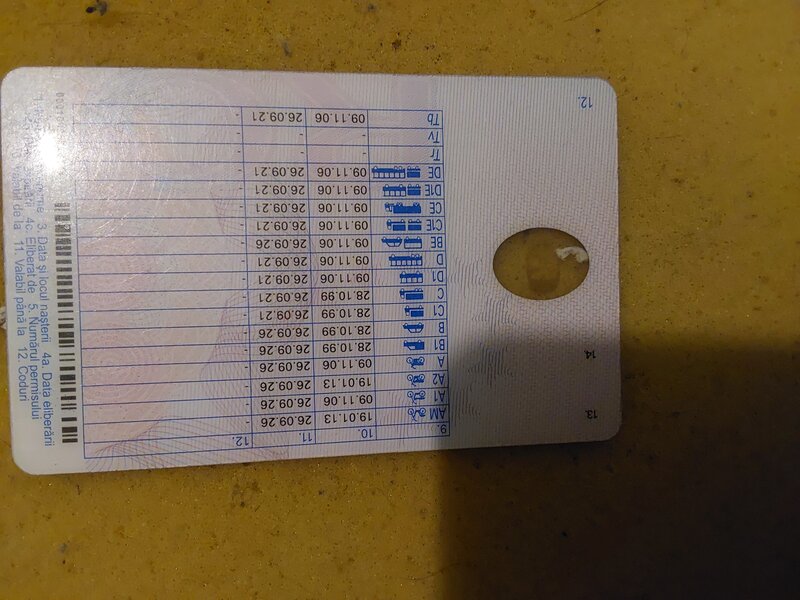 13.
14.
12.
9. 10. 11. 12.
AM 19.01.13 26.09.26 -
A1 09.11.06 26.09.26 -
A2 19.01.13 26.09.26 -
A 09.11.06 26.09.26 -
B1 28.10.99 26.09.26 -
B 28.10.99 26.09.26 -
C1 28.10.99 26.09.21 -
C 28.10.99 26.09.21 -
D1 09.11.06 26.09.21 -
D 09.11.06 26.09.21 -
BE 09.11.06 26.09.26 -
C1E 09.11.06 26.09.21 -
CE 09.11.06 26.09.21 -
D1E 09.11.06 26.09.21 -
DE 09.11.06 26.09.21 -
Tr - - -
Tv - - -
Tb 09.11.06 26.09.21 -
3. Data și locul nașterii 4a. Data eliberării
4c. Eliberat de 5. Numărul permisului
de la 11. Valabil până la 12. Coduri